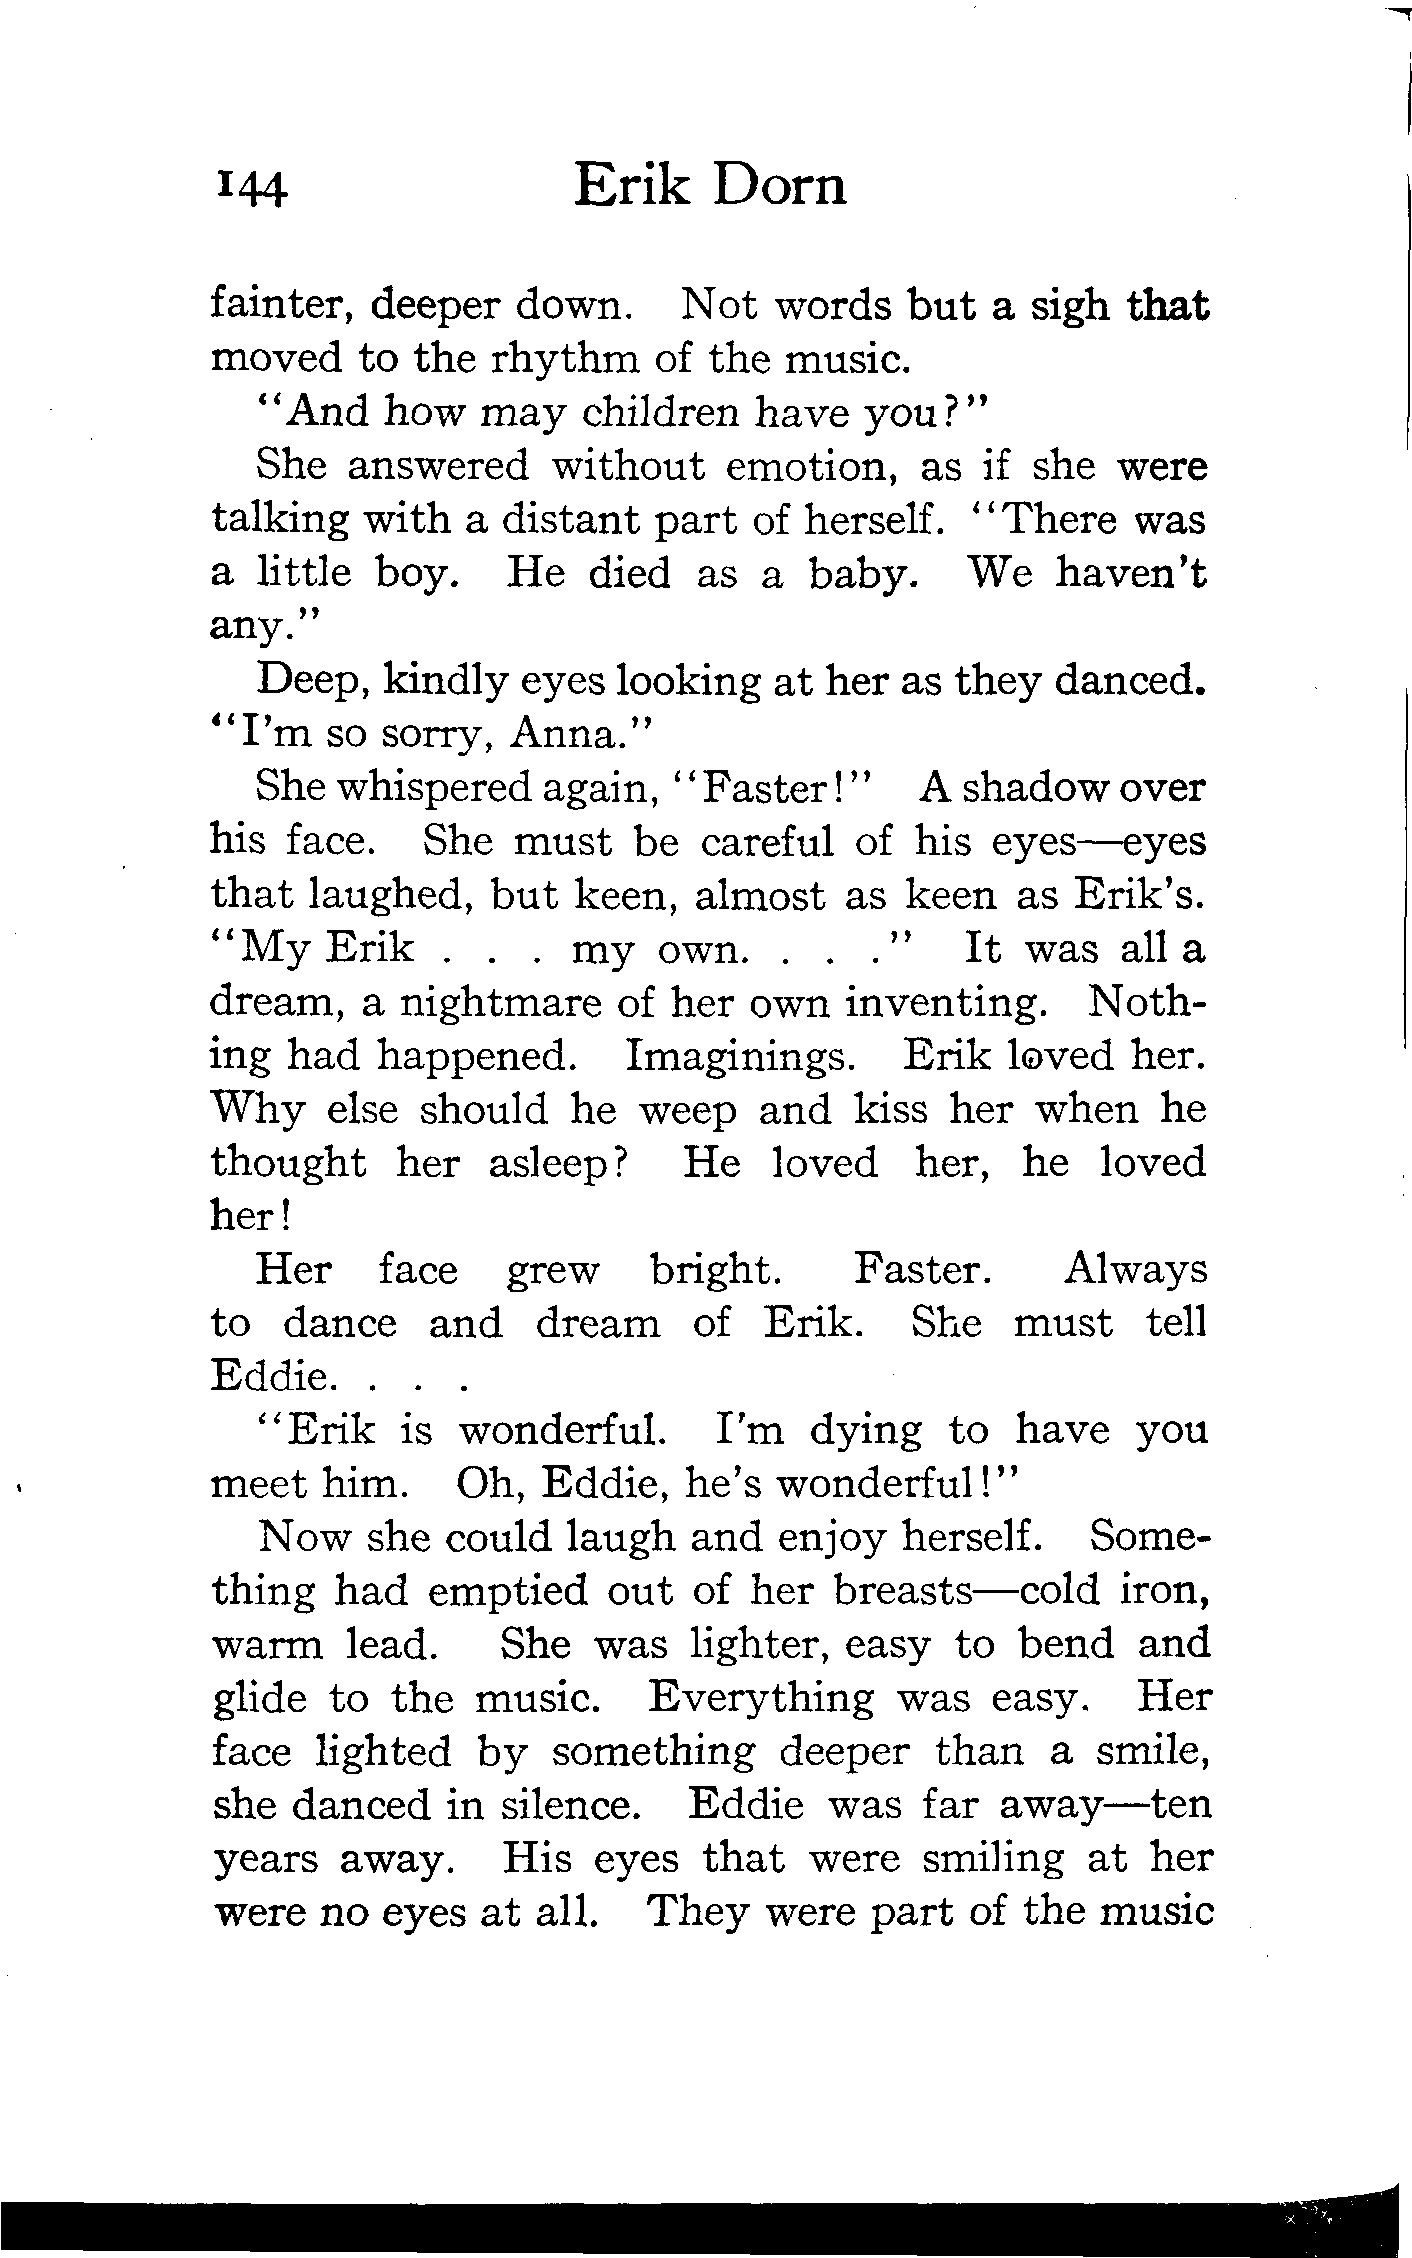 144 Erik Dorn
fainter, deeper down. Not words but a sigh that
moved to the rhythm of the music.
"And how may children have you?"
She answered without emotion, as if she were
talking with a distant part of herself. "There was
a little boy. He died as a baby. We haven't
any."
Deep, kindly eyes looking at her as they danced.
"I'm so sorry, Anna."
She whispered again, "Faster!" A shadow over
his face. She must be careful of his eyes—eyes
that laughed, but keen, almost as keen as Erik's.
"My Erik . . . my own. . . ." It was all a
dream, a nightmare of her own inventing. Noth-
ing had happened. Imaginings. Erik loved her.
Why else should he weep and kiss her when he
thought her asleep? He loved her, he loved
her!
Her face grew bright. Faster. Always
to dance and dream of Erik. She must tell
Eddie. . . .
"Erik is wonderful. I'm dying to have you
meet him. Oh, Eddie, he's wonderful!"
Now she could laugh and enjoy herself. Some-
thing had emptied out of her breasts—cold iron,
warm lead. She was lighter, easy to bend and
glide to the music. Everything was easy. Her
face lighted by something deeper than a smile,
she danced in silence. Eddie was far away—ten
years away. His eyes that were smiling at her
were no eyes at all. They were part of the music